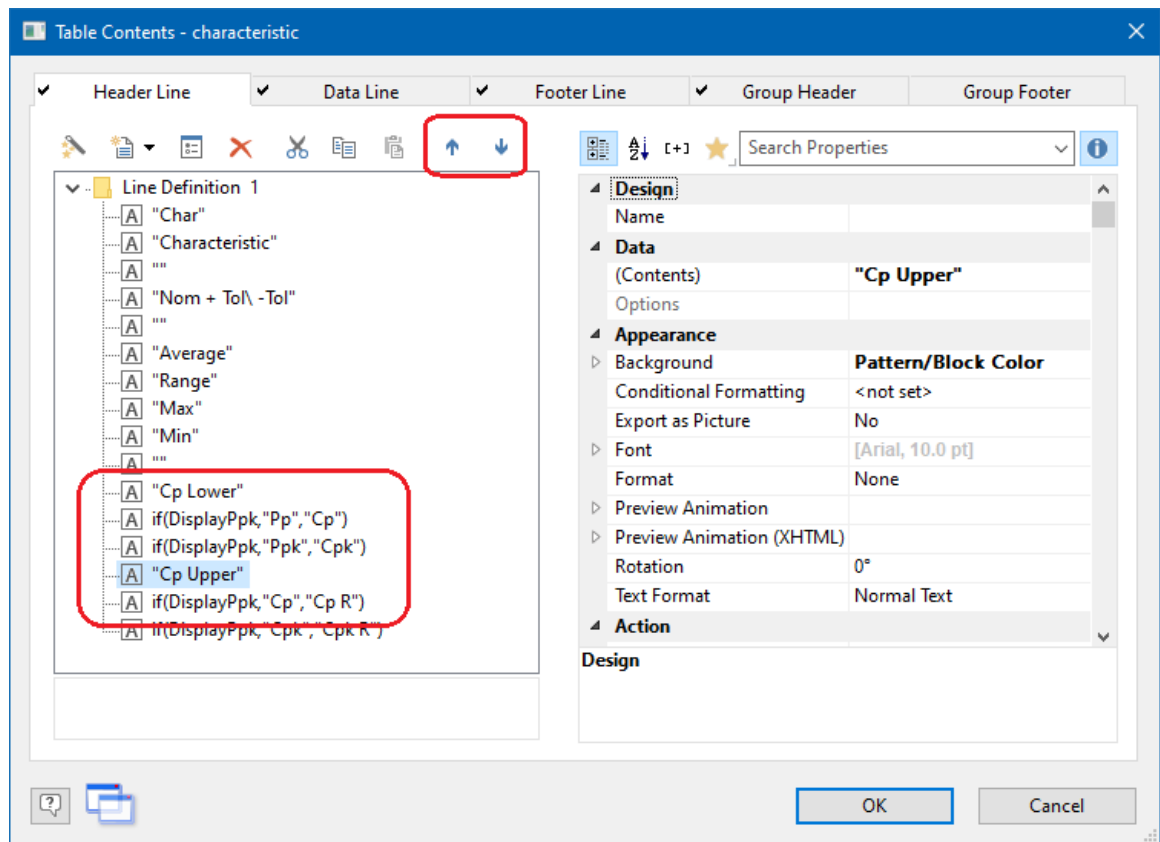 Table Contents - characteristic
Header Line Data Line Footer Line Group Header Group Footer
Search Properties
Line Definition 1
"Char"
"Characteristic"
""
"Nom + Tol\ -Tol"
""
"Average"
"Range"
"Max"
"Min"
""
"Cp Lower"
if(DisplayPpk,"Pp","Cp")
if(DisplayPpk,"Ppk","Cpk")
"Cp Upper"
if(DisplayPpk,"Cp","Cp R")
if(DisplayPpk,"Cpk","Cpk R")
Design
Name
Data
(Contents) "Cp Upper"
Options
Appearance
Background Pattern/Block Color
Conditional Formatting <not set>
Export as Picture No
Font [Arial, 10.0 pt]
Format None
Preview Animation
Preview Animation (XHTML)
Rotation 0°
Text Format Normal Text
Action
Design
OK Cancel